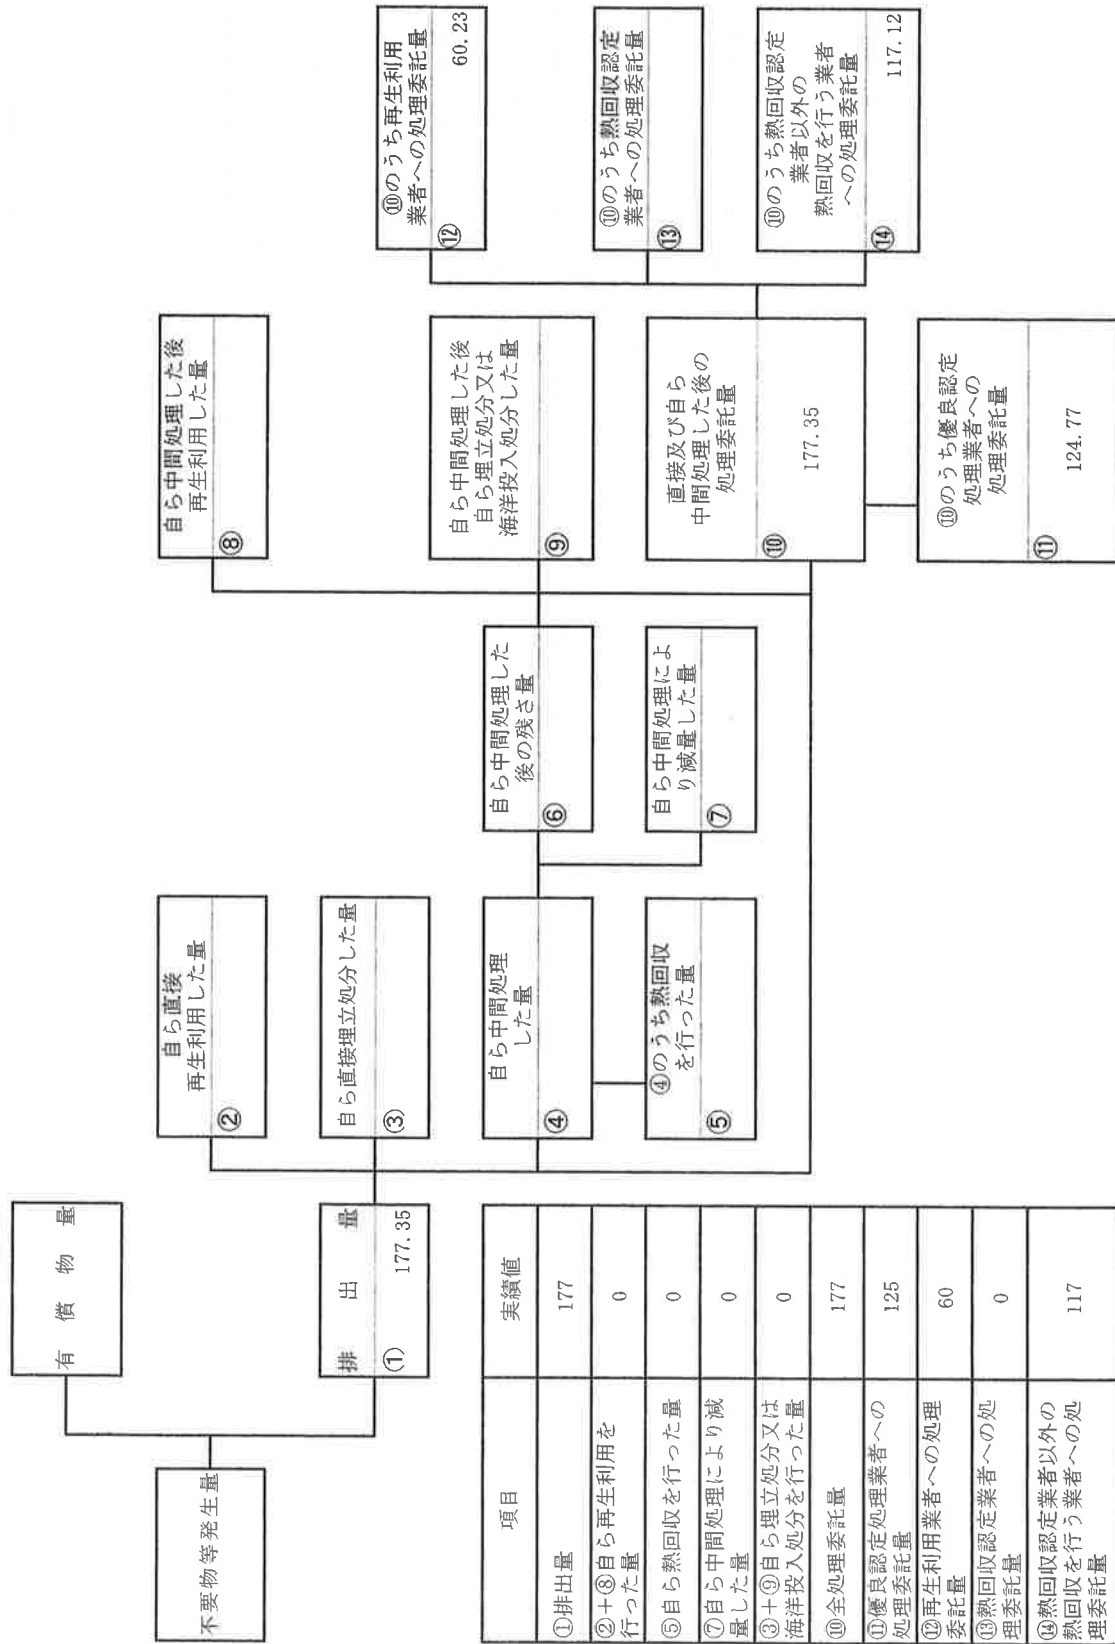 不要物等発生量
有償物量
排出量
①
177.35
自ら直接
再生利用した量
②
自ら直接埋立処分した量
③
自ら中間処理
した量
④
④のうち熱回収
を行った量
⑤
自ら中間処理した
後の残さ量
⑥
自ら中間処理によ
り減量した量
⑦
自ら中間処理した後
再生利用した量
⑧
自ら中間処理した後
自ら埋立処分又は
海洋投入処分した量
⑨
直接及び自ら
中間処理した後の
処理委託量
⑩
177.35
⑩のうち優良認定
処理業者への
処理委託量
⑪
124.77
⑩のうち再生利用
業者への処理委託量
⑫
60.23
⑩のうち熱回収認定
業者への処理委託量
⑬
⑩のうち熱回収認定
業者以外の
熱回収を行う業者
への処理委託量
⑭
117.12
項目 実績値
①排出量 177
②+⑧自ら再生利用を
行った量 0
⑤自ら熱回収を行った量 0
⑦自ら中間処理により減
量した量 0
③+⑨自ら埋立処分又は
海洋投入処分を行った量 0
⑩全処理委託量 177
⑪優良認定処理業者への
処理委託量 125
⑫再生利用業者への処理
委託量 60
⑬熱回収認定業者への処
理委託量 0
⑭熱回収認定業者以外の
熱回収を行う業者への処
理委託量 117